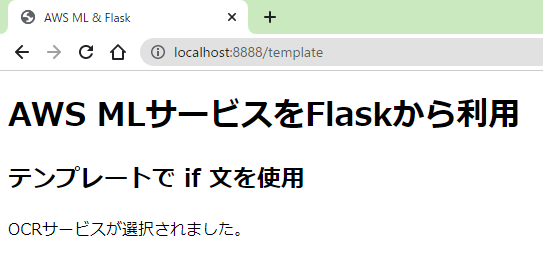 AWS ML & Flask
localhost:8888/template
AWS MLサービスをFlaskから利用
テンプレートで if 文を使用
OCRサービスが選択されました。